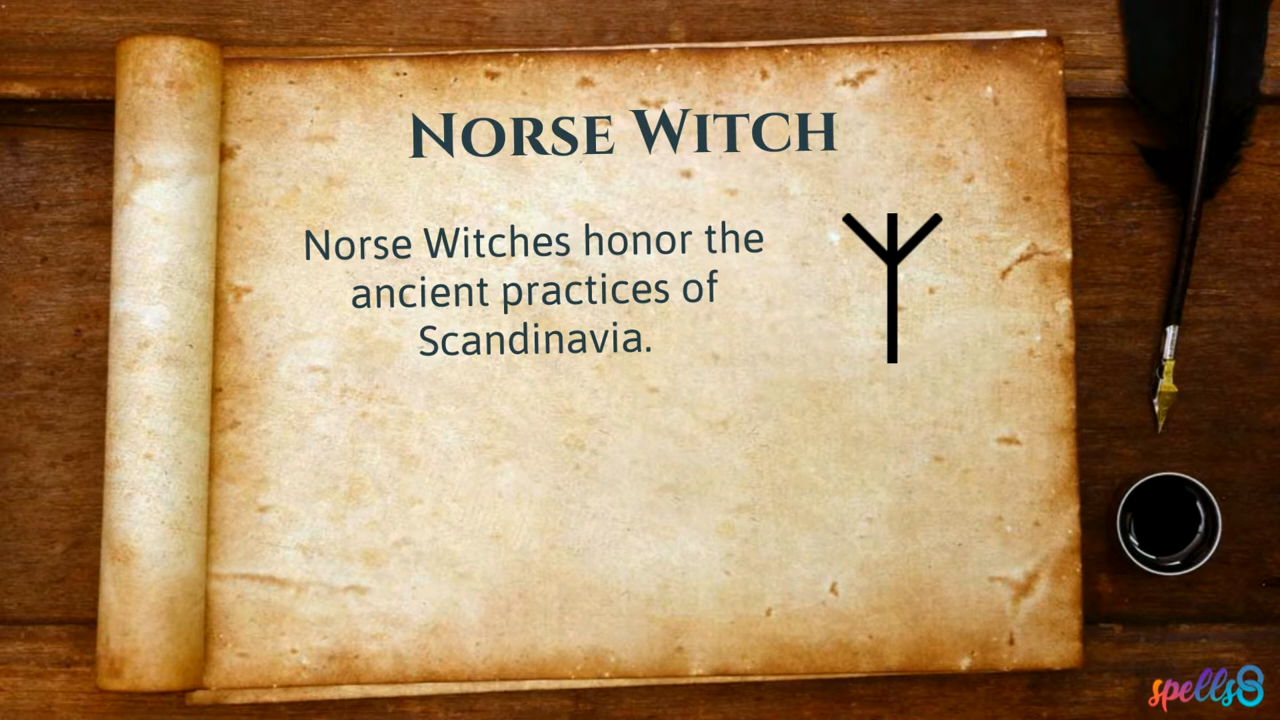 Norse Witch
Norse Witches honor the
ancient practices of
Scandinavia.
ᛉ
spells8